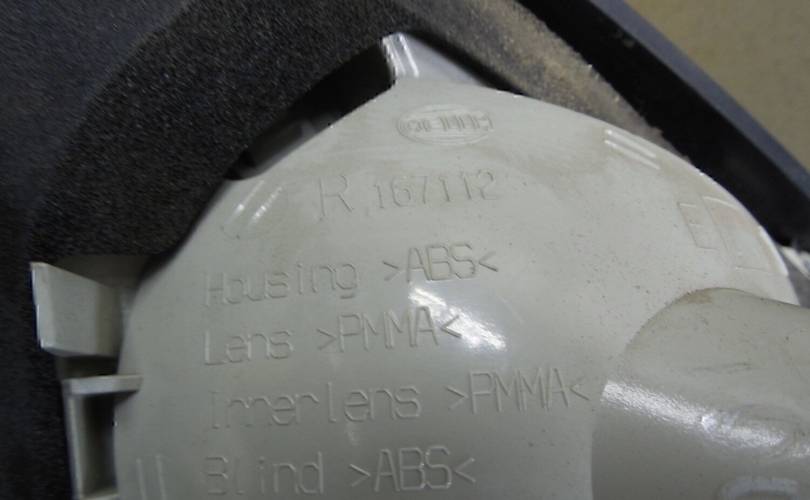 R 167112
E
Housing >ABS<
Lens >PMMA<
Innerlens >PMMA<
Blind >ABS<